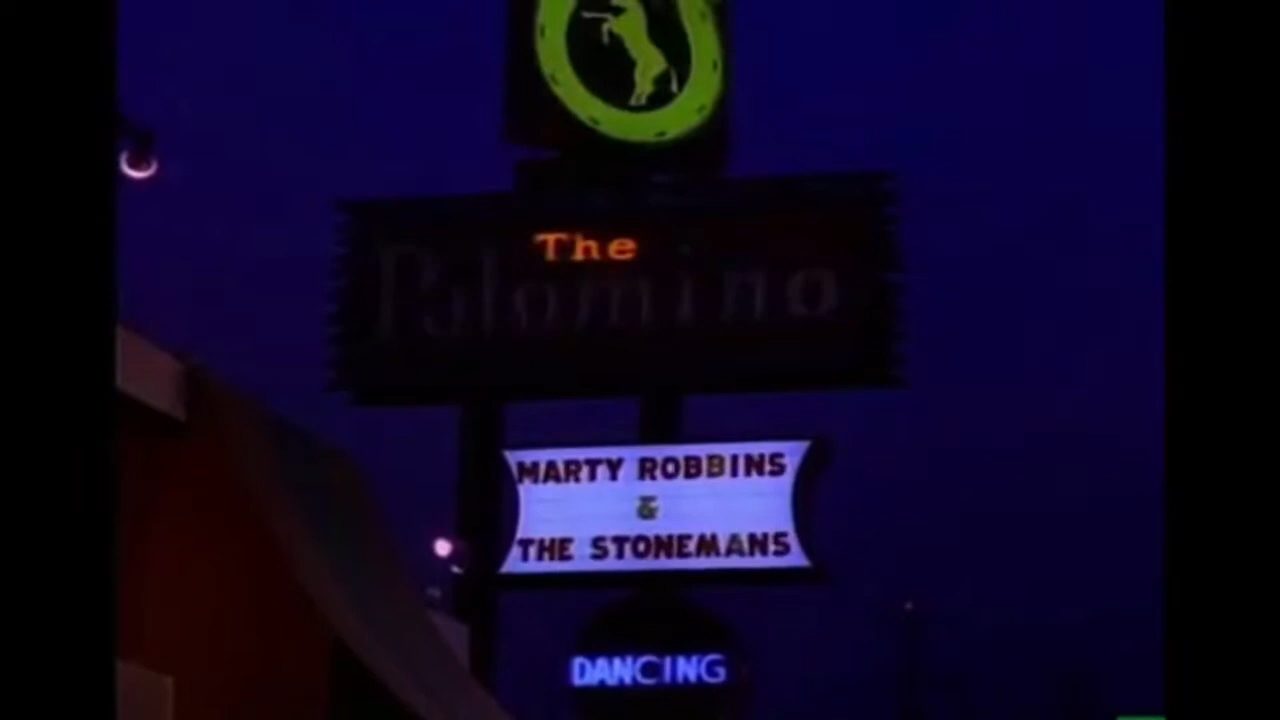 The
Palomino
MARTY ROBBINS
&
THE STONEMANS
DANCING